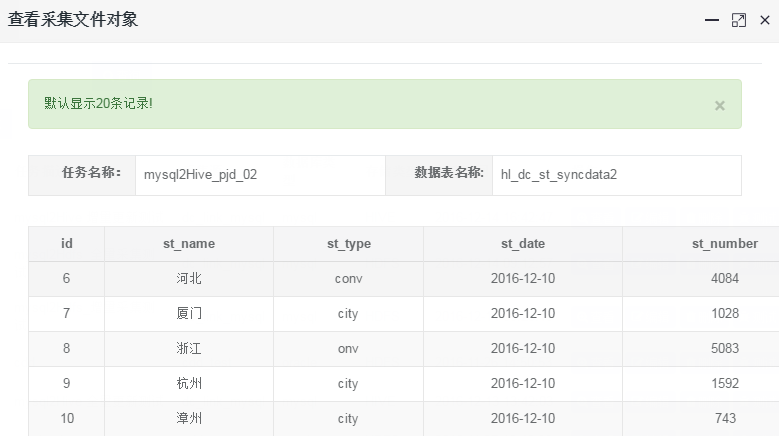 查看采集文件对象
默认显示20条记录!
任务名称： mysql2Hive_pjd_02 数据表名称: hl_dc_st_syncdata2
id st_name st_type st_date st_number
6 河北 conv 2016-12-10 4084
7 厦门 city 2016-12-10 1028
8 浙江 onv 2016-12-10 5083
9 杭州 city 2016-12-10 1592
10 漳州 city 2016-12-10 743